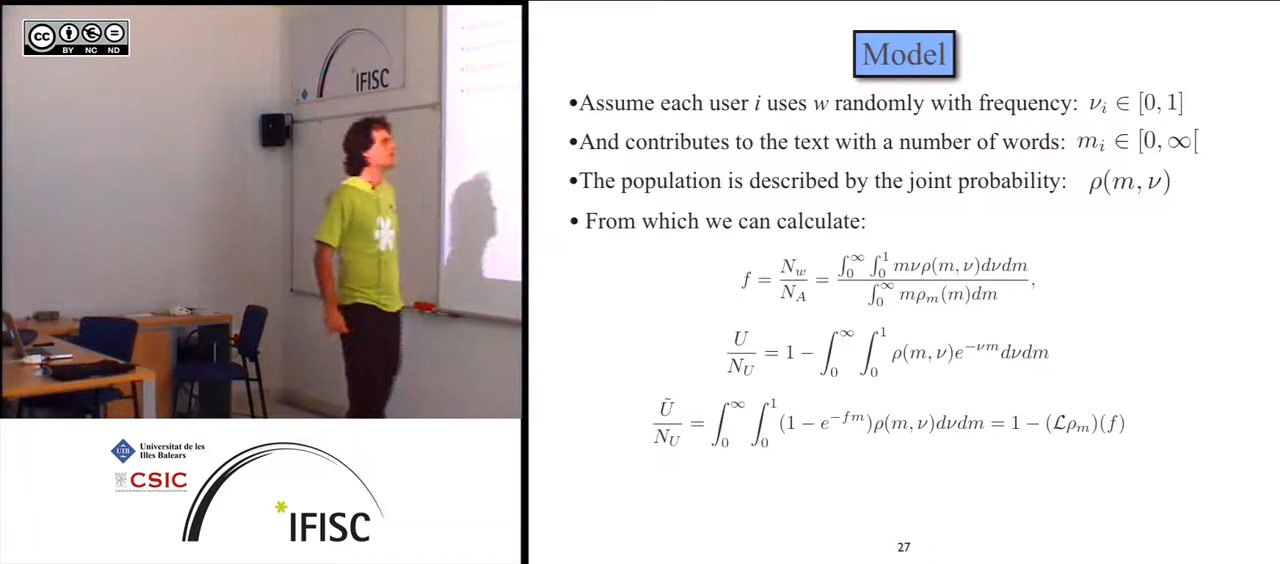 cc
BY NC ND
IFISC
Universitat de les
Illes Balears
UIB
CSIC
*IFISC
Model
•Assume each user i uses w randomly with frequency: ν_i ∈ [0, 1]
•And contributes to the text with a number of words: m_i ∈ [0, ∞[
•The population is described by the joint probability: ρ(m, ν)
• From which we can calculate:
f = N_w / N_A = ∫_0^∞ ∫_0^1 mνρ(m, ν)dνdm / ∫_0^∞ mρ_m(m)dm ,
U / N_U = 1 − ∫_0^∞ ∫_0^1 ρ(m, ν)e^{−νm}dνdm
Ũ / N_U = ∫_0^∞ ∫_0^1 (1 − e^{−fm})ρ(m, ν)dνdm = 1 − (ℒρ_m)(f)
27